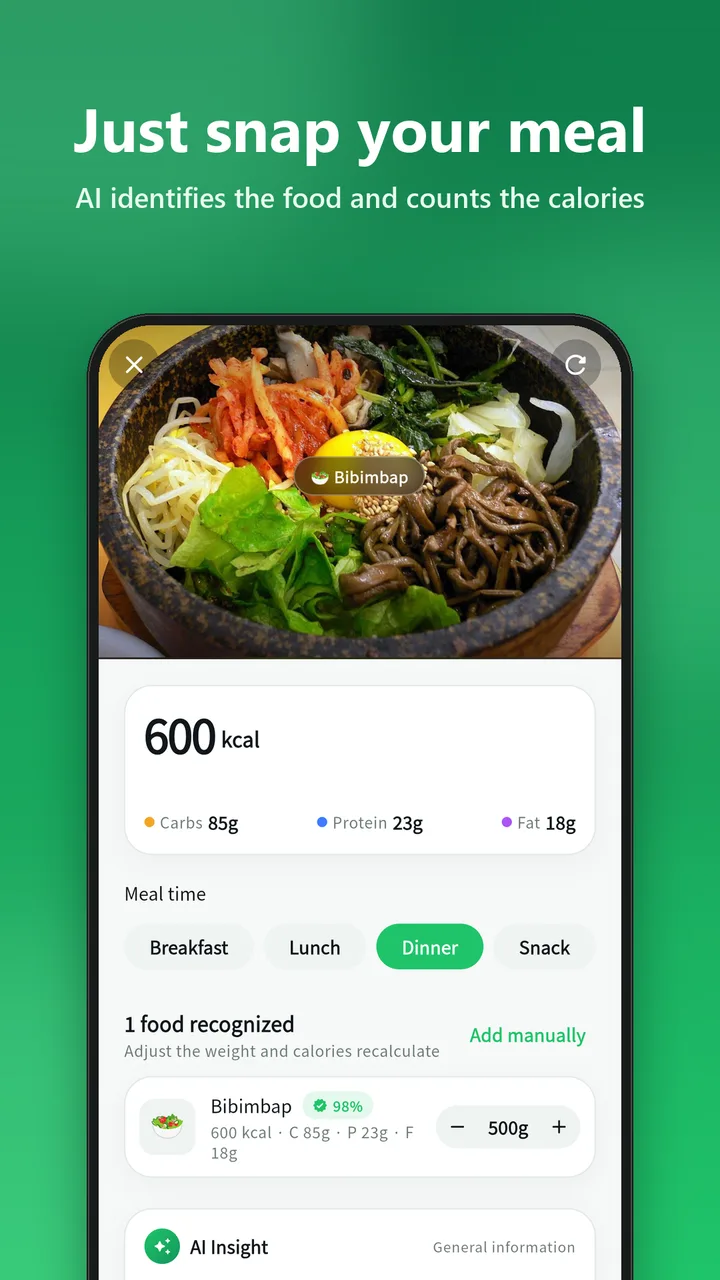 Just snap your meal
AI identifies the food and counts the calories
Bibimbap
600 kcal
Carbs 85g
Protein 23g
Fat 18g
Meal time
Breakfast
Lunch
Dinner
Snack
1 food recognized
Adjust the weight and calories recalculate
Add manually
Bibimbap
98%
600 kcal · C 85g · P 23g · F
18g
− 500g +
AI Insight
General information